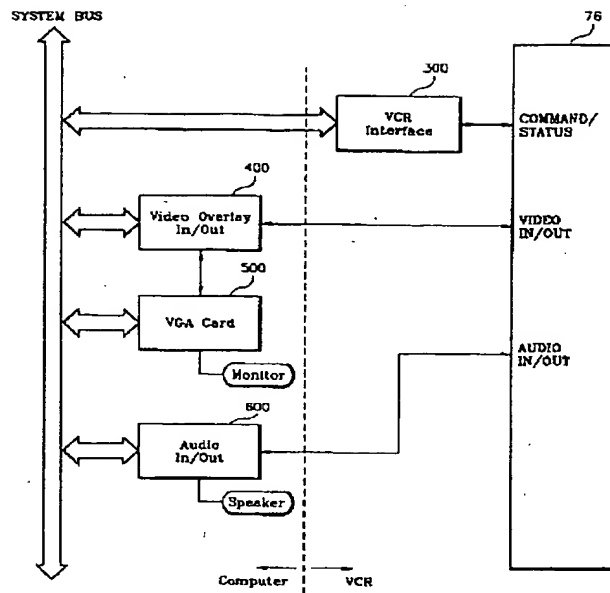 SYSTEM BUS
76
300
VCR
Interface
COMMAND/
STATUS
400
Video Overlay
In/Out
VIDEO
IN/OUT
500
VGA Card
Monitor
AUDIO
IN/OUT
600
Audio
In/Out
Speaker
Computer
VCR